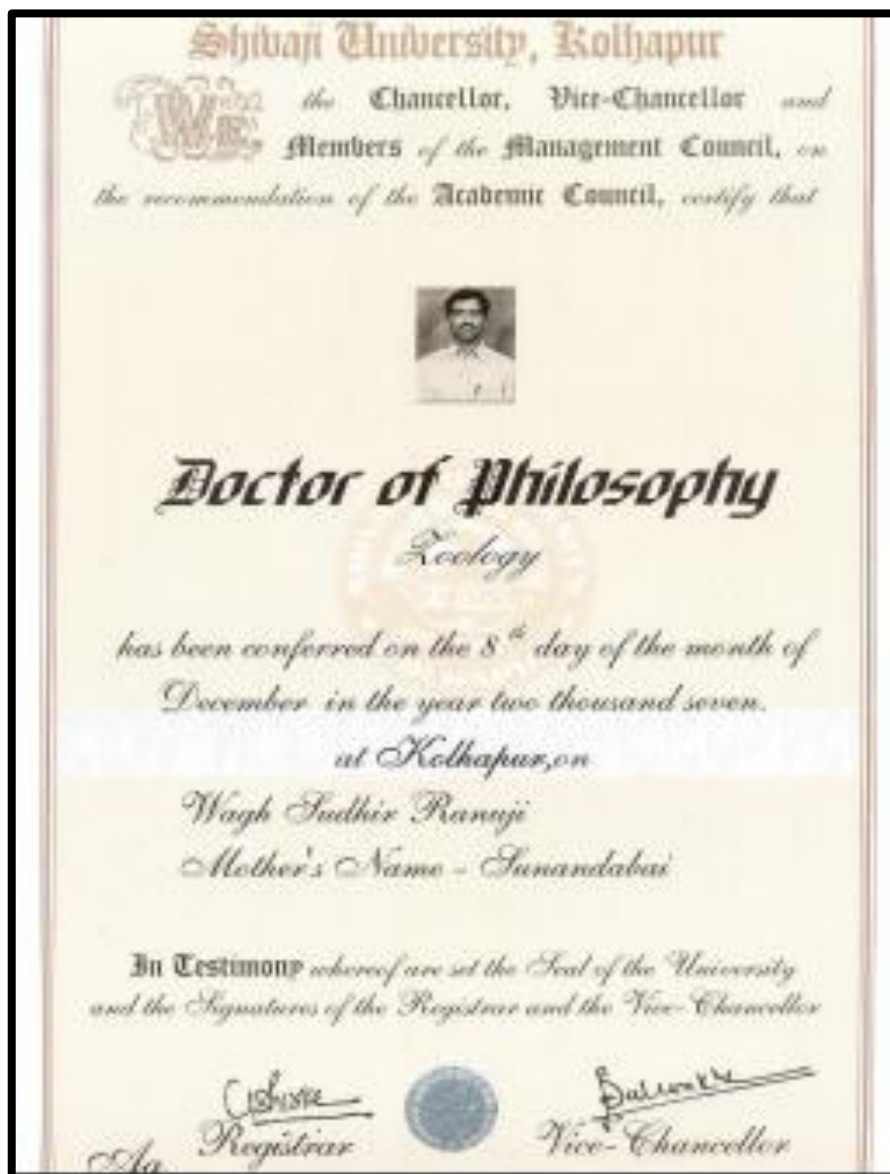 Shivaji University, Kolhapur
WE, the Chancellor, Vice-Chancellor and
Members of the Management Council, on
the recommendation of the Academic Council, certify that
Doctor of Philosophy
Zoology
has been conferred on the 8th day of the month of
December in the year two thousand seven.
at Kolhapur, on
Wagh Sudhir Ranuji
Mother's Name - Sunandabai
In Testimony whereof are set the Seal of the University
and the Signatures of the Registrar and the Vice-Chancellor
Registrar Vice-Chancellor